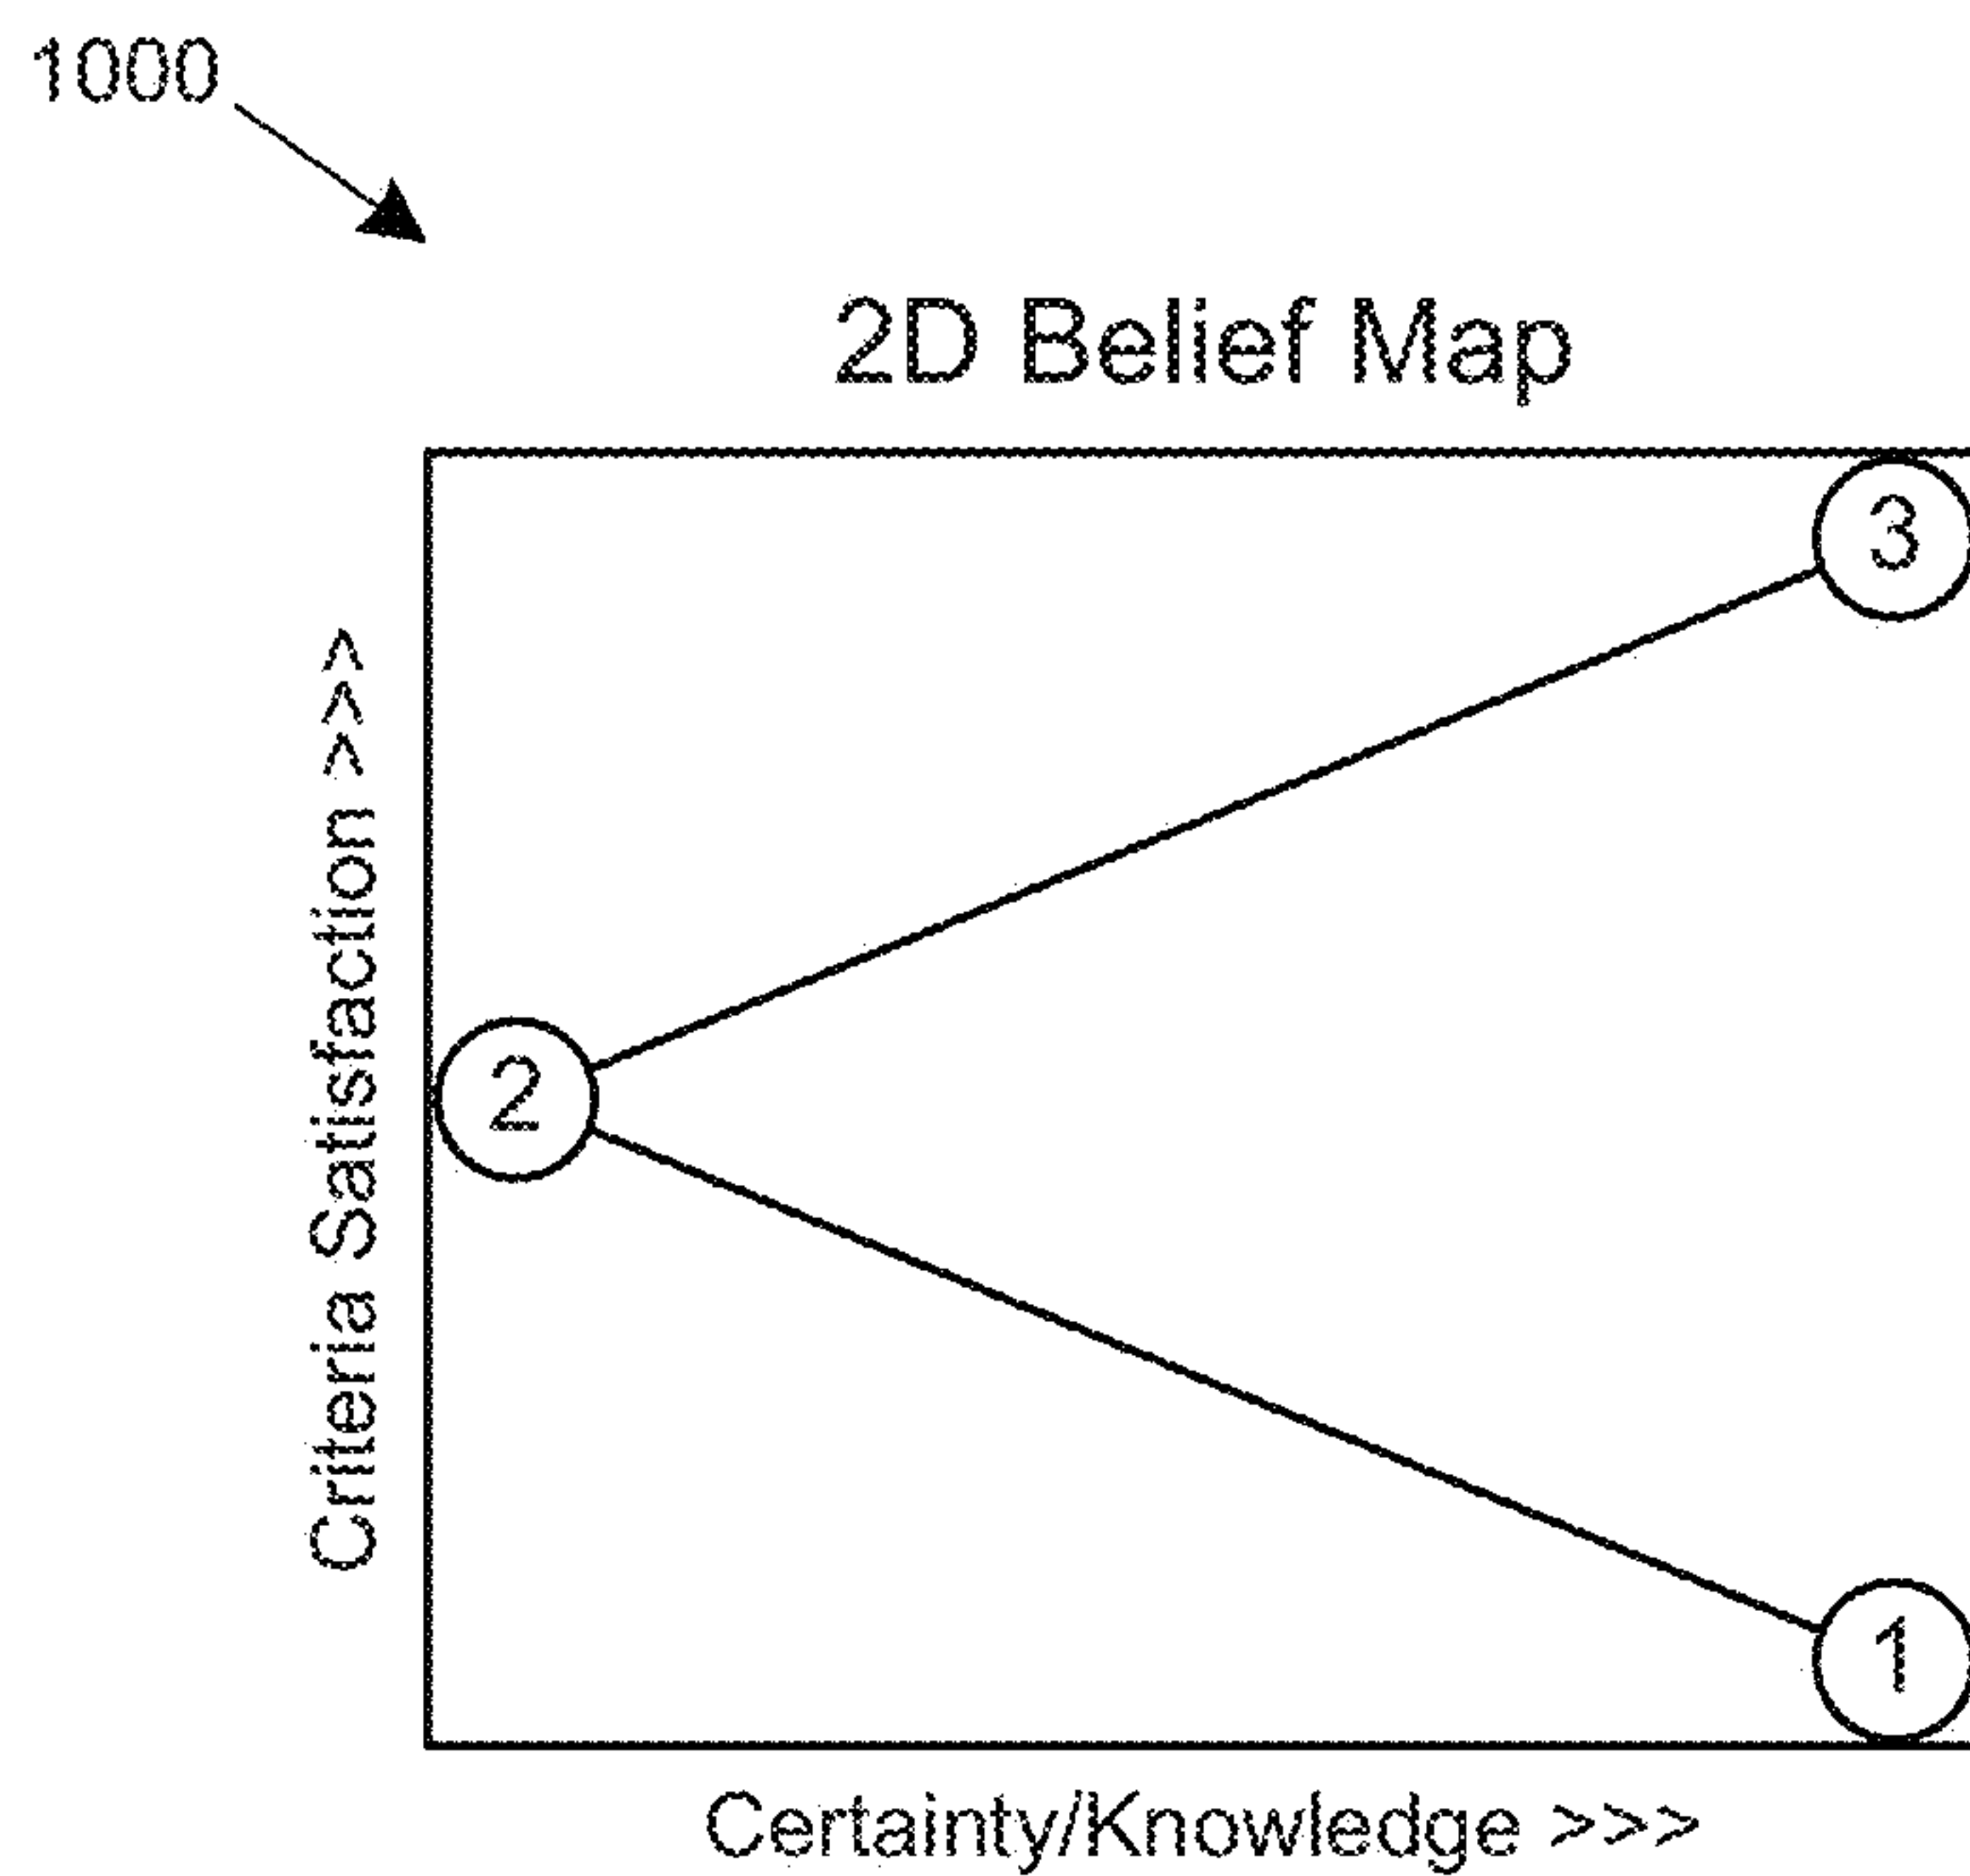 1000
2D Belief Map
3
Criteria Satisfaction >>>
2
1
Certainty/Knowledge >>>